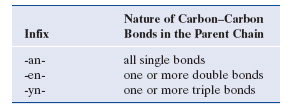 Nature of Carbon–Carbon
Infix Bonds in the Parent Chain
-an- all single bonds
-en- one or more double bonds
-yn- one or more triple bonds